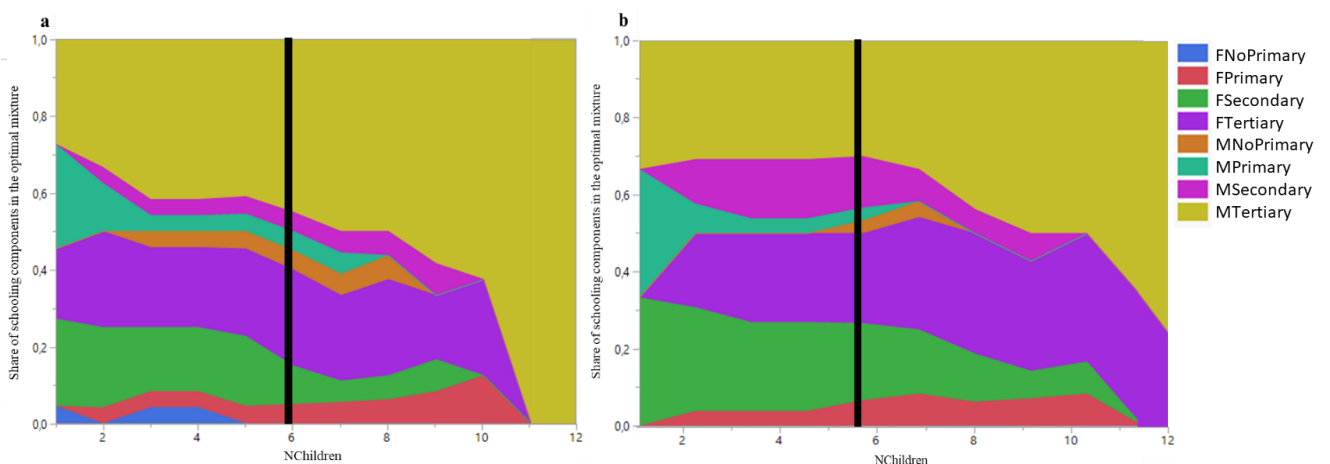 a
b
Share of schooling components in the optimal mixture
1,0
0,8
0,6
0,4
0,2
0,0
2
4
6
8
10
12
NChildren
Share of schooling components in the optimal mixture
1,0
0,8
0,6
0,4
0,2
0,0
2
4
6
8
10
12
NChildren
FNoPrimary
FPrimary
FSecondary
FTertiary
MNoPrimary
MPrimary
MSecondary
MTertiary